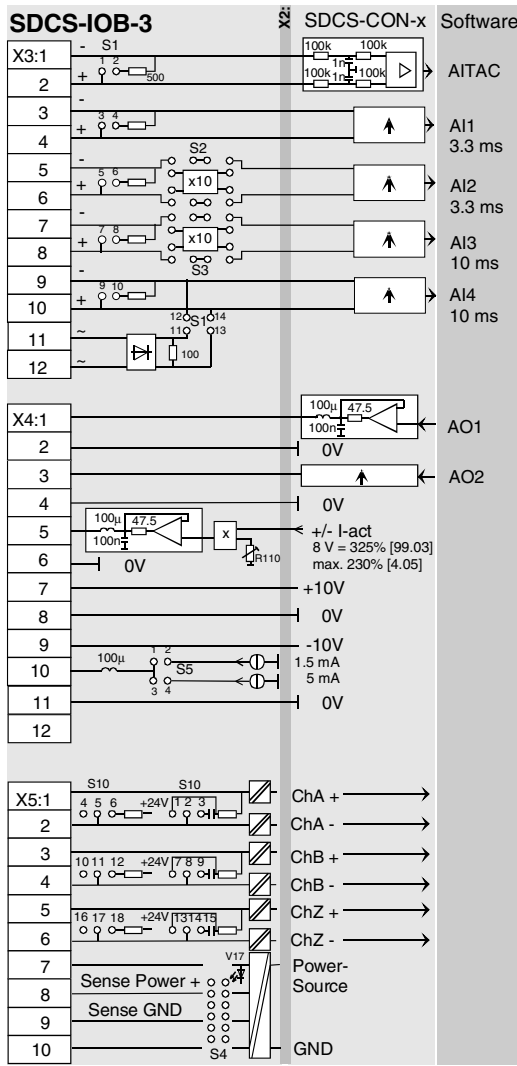 SDCS-IOB-3 X2: SDCS-CON-x Software
X3:1 - S1 100k 100k
1 2 1n
2 + 500 100k 1n 100k AITAC
3 -
3 4 AI1
4 + 3.3 ms
S2
5 -
5 6 x10 AI2
6 + 3.3 ms
7 -
7 8 x10 AI3
8 + 10 ms
S3
9 -
9 10 AI4
10 + 10 ms
12 S1 14
11 ~ 11 13
100
12 ~
X4:1 100µ 47.5 AO1
100n
2 0V
3 AO2
4 0V
5 100µ 47.5 x +/- I-act
100n R110 8 V = 325% [99.03]
6 0V max. 230% [4.05]
7 +10V
8 0V
9 -10V
1 2 1.5 mA
10 100µ S5
3 4 5 mA
11 0V
12
S10 S10
X5:1 ChA +
4 5 6 +24V 1 2 3
2 ChA -
3 ChB +
10 11 12 +24V 7 8 9
4 ChB -
5 ChZ +
16 17 18 +24V 13 14 15
6 ChZ -
7 V17 Power-
Sense Power + Source
8
Sense GND
9
10 S4 GND